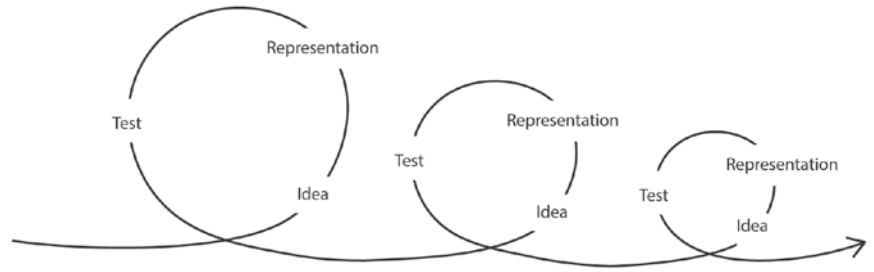 Representation
Test
Idea
Representation
Test
Idea
Representation
Test
Idea